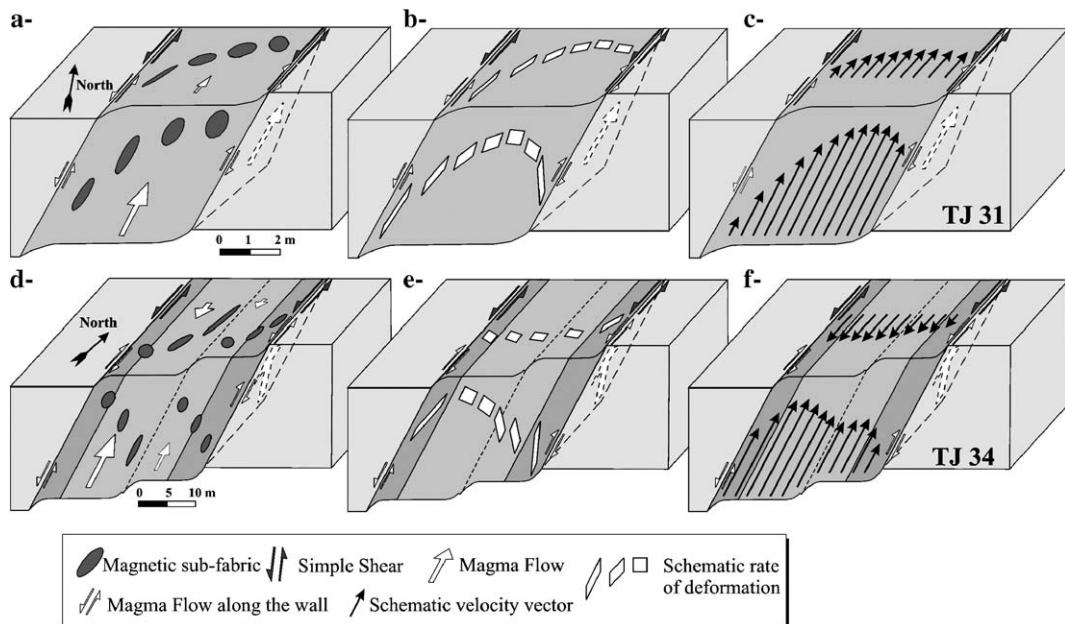 a-
b-
c-
North
TJ 31
0 1 2 m
d-
e-
f-
North
TJ 34
0 5 10 m
Magnetic sub-fabric
Simple Shear
Magma Flow
Schematic rate
of deformation
Magma Flow along the wall
Schematic velocity vector